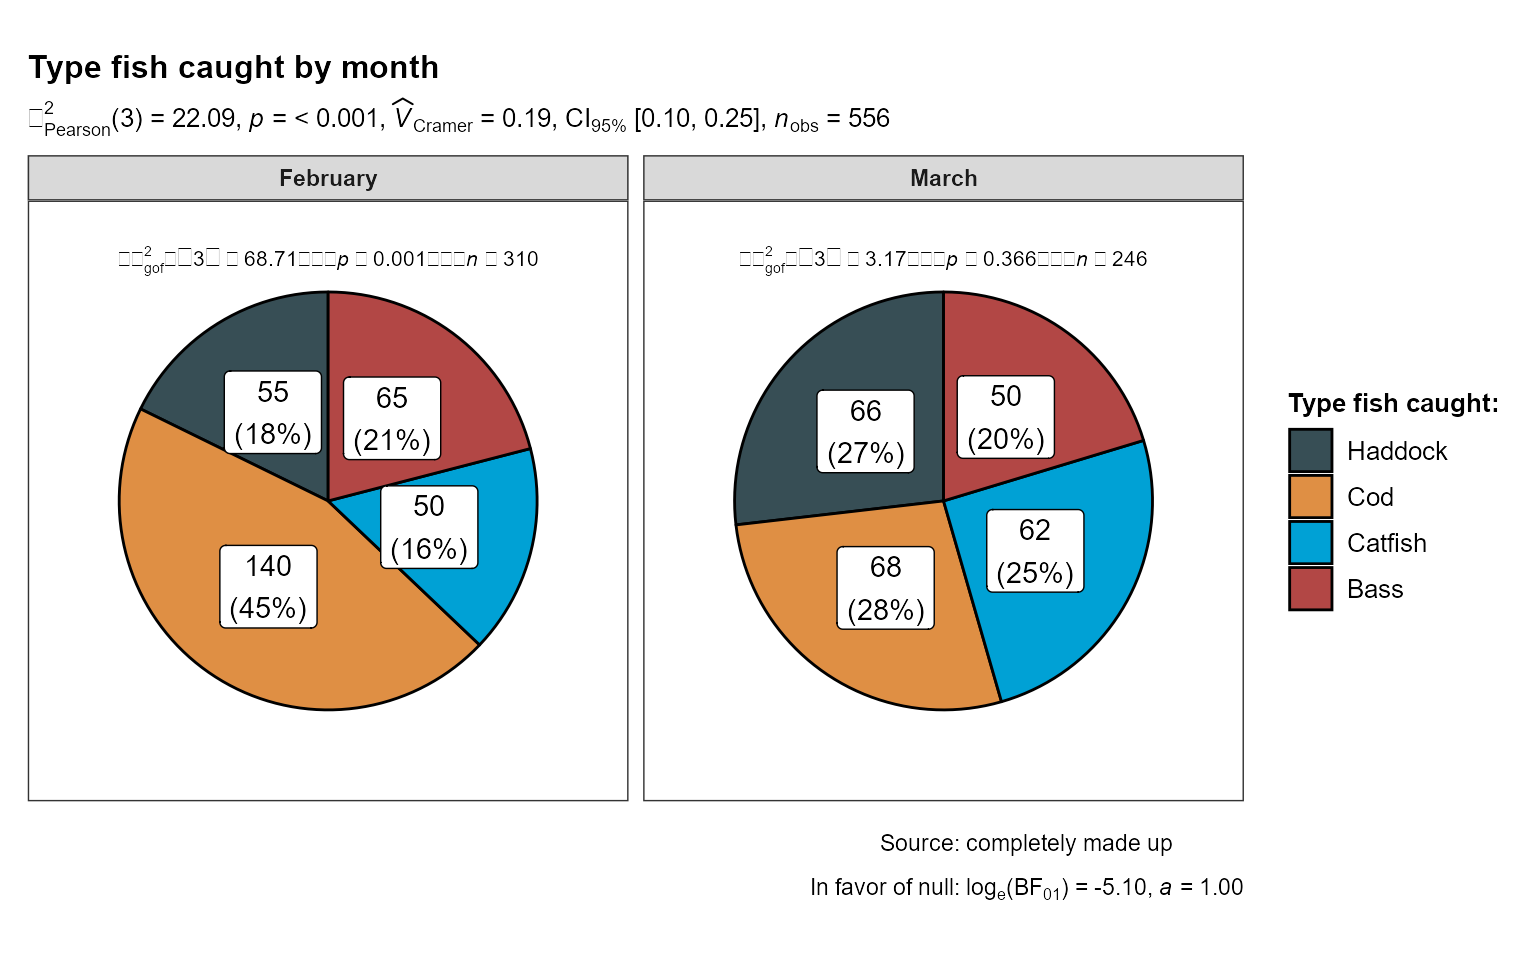 Type fish caught by month
□²Pearson(3) = 22.09, p = < 0.001, V̂Cramer = 0.19, CI95% [0.10, 0.25], nobs = 556
February
March
□□²gof□□3□ □ 68.71□□□p □ 0.001□□□n □ 310
□□²gof□□3□ □ 3.17□□□p □ 0.366□□□n □ 246
55
(18%)
65
(21%)
50
(16%)
140
(45%)
66
(27%)
50
(20%)
62
(25%)
68
(28%)
Type fish caught:
Haddock
Cod
Catfish
Bass
Source: completely made up
In favor of null: loge(BF01) = -5.10, a = 1.00